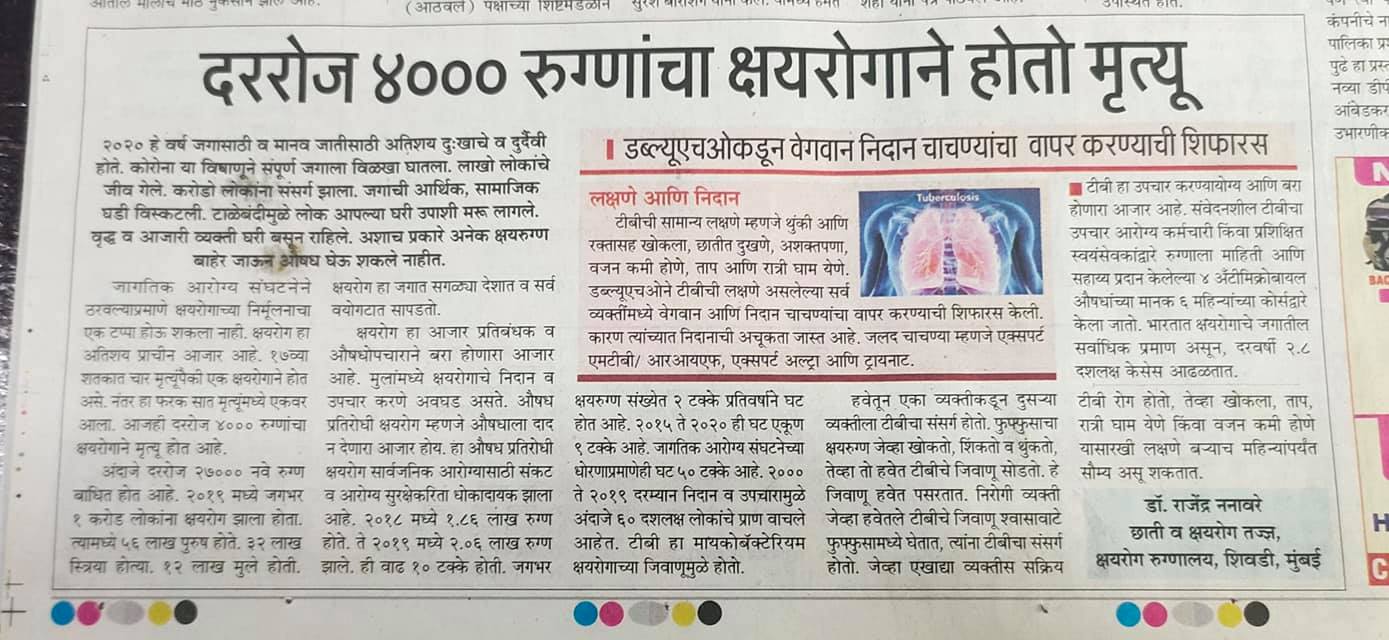 दररोज ४००० रुग्णांचा क्षयरोगाने होतो मृत्यू
२०२० हे वर्ष जगासाठी व मानव जातीसाठी अतिशय दुःखाचे व दुर्दैवी
होते. कोरोना या विषाणूने संपूर्ण जगाला विळखा घातला. लाखो लोकांचे
जीव गेले. करोडो लोकांना संसर्ग झाला. जगाची आर्थिक, सामाजिक
घडी विस्कटली. टाळेबंदीमुळे लोक आपल्या घरी उपाशी मरू लागले.
वृद्ध व आजारी व्यक्ती घरी बसून राहिले. अशाच प्रकारे अनेक क्षयरुग्ण
बाहेर जाऊन औषध घेऊ शकले नाहीत.
जागतिक आरोग्य संघटनेने
ठरवल्याप्रमाणे क्षयरोगाच्या निर्मूलनाचा
एक टप्पा होऊ शकला नाही. क्षयरोग हा
अतिशय प्राचीन आजार आहे. १७व्या
शतकात चार मृत्यूंपैकी एक क्षयरोगाने होत
असे. नंतर हा फरक सात मृत्यूंमध्ये एकवर
आला. आजही दररोज ४००० रुग्णांचा
क्षयरोगाने मृत्यू होत आहे.
अंदाजे दररोज २७००० नवे रुग्ण
बाधित होत आहे. २०१९ मध्ये जगभर
१ करोड लोकांना क्षयरोग झाला होता.
त्यामध्ये ५६ लाख पुरुष होते. ३२ लाख
स्त्रिया होत्या. १२ लाख मुले होती.
क्षयरोग हा जगात सगळ्या देशात व सर्व
वयोगटात सापडतो.
क्षयरोग हा आजार प्रतिबंधक व
औषधोपचाराने बरा होणारा आजार
आहे. मुलांमध्ये क्षयरोगाचे निदान व
उपचार करणे अवघड असते. औषध
प्रतिरोधी क्षयरोग म्हणजे औषधाला दाद
न देणारा आजार होय. हा औषध प्रतिरोधी
क्षयरोग सार्वजनिक आरोग्यासाठी संकट
व आरोग्य सुरक्षेकरिता धोकादायक झाला
आहे. २०१८ मध्ये १.८६ लाख रुग्ण
होते. ते २०१९ मध्ये २.०६ लाख रुग्ण
झाले. ही वाढ १० टक्के होती. जगभर
डब्ल्यूएचओकडून वेगवान निदान चाचण्यांचा वापर करण्याची शिफारस
लक्षणे आणि निदान
टीबीची सामान्य लक्षणे म्हणजे थुंकी आणि
रक्तासह खोकला, छातीत दुखणे, अशक्तपणा,
वजन कमी होणे, ताप आणि रात्री घाम येणे.
डब्ल्यूएचओने टीबीची लक्षणे असलेल्या सर्व
व्यक्तींमध्ये वेगवान आणि निदान चाचण्यांचा वापर करण्याची शिफारस केली.
कारण त्यांच्यात निदानाची अचूकता जास्त आहे. जलद चाचण्या म्हणजे एक्सपर्ट
एमटीबी/ आरआयएफ, एक्सपर्ट अल्ट्रा आणि ट्रायनाट.
Tuberculosis
क्षयरुग्ण संख्येत २ टक्के प्रतिवर्षाने घट
होत आहे. २०१५ ते २०२० ही घट एकूण
९ टक्के आहे. जागतिक आरोग्य संघटनेच्या
धोरणाप्रमाणेही घट ५० टक्के आहे. २०००
ते २०१९ दरम्यान निदान व उपचारामुळे
अंदाजे ६० दशलक्ष लोकांचे प्राण वाचले
आहेत. टीबी हा मायकोबॅक्टेरियम
क्षयरोगाच्या जिवाणूमुळे होतो.
हवेतून एका व्यक्तीकडून दुसऱ्या
व्यक्तीला टीबीचा संसर्ग होतो. फुफ्फुसाचा
क्षयरुग्ण जेव्हा खोकतो, शिंकतो व थुंकतो,
तेव्हा तो हवेत टीबीचे जिवाणू सोडतो. हे
जिवाणू हवेत पसरतात. निरोगी व्यक्ती
जेव्हा हवेतले टीबीचे जिवाणू श्वासावाटे
फुफ्फुसामध्ये घेतात, त्यांना टीबीचा संसर्ग
होतो. जेव्हा एखाद्या व्यक्तीस सक्रिय
टीबी हा उपचार करण्यायोग्य आणि बरा
होणारा आजार आहे. संवेदनशील टीबीचा
उपचार आरोग्य कर्मचारी किंवा प्रशिक्षित
स्वयंसेवकांद्वारे रुग्णाला माहिती आणि
सहाय्य प्रदान केलेल्या ४ अँटीमिक्रोबायल
औषधांच्या मानक ६ महिन्यांच्या कोर्सद्वारे
केला जातो. भारतात क्षयरोगाचे जगातील
सर्वाधिक प्रमाण असून, दरवर्षी २.८
दशलक्ष केसेस आढळतात.
टीबी रोग होतो, तेव्हा खोकला, ताप,
रात्री घाम येणे किंवा वजन कमी होणे
यासारखी लक्षणे बऱ्याच महिन्यांपर्यंत
सौम्य असू शकतात.
डॉ. राजेंद्र ननावरे
छाती व क्षयरोग तज्ज्ञ,
क्षयरोग रुग्णालय, शिवडी, मुंबई
कंपनीचे न
पुढे हा प्रस्त
आंबेडकर